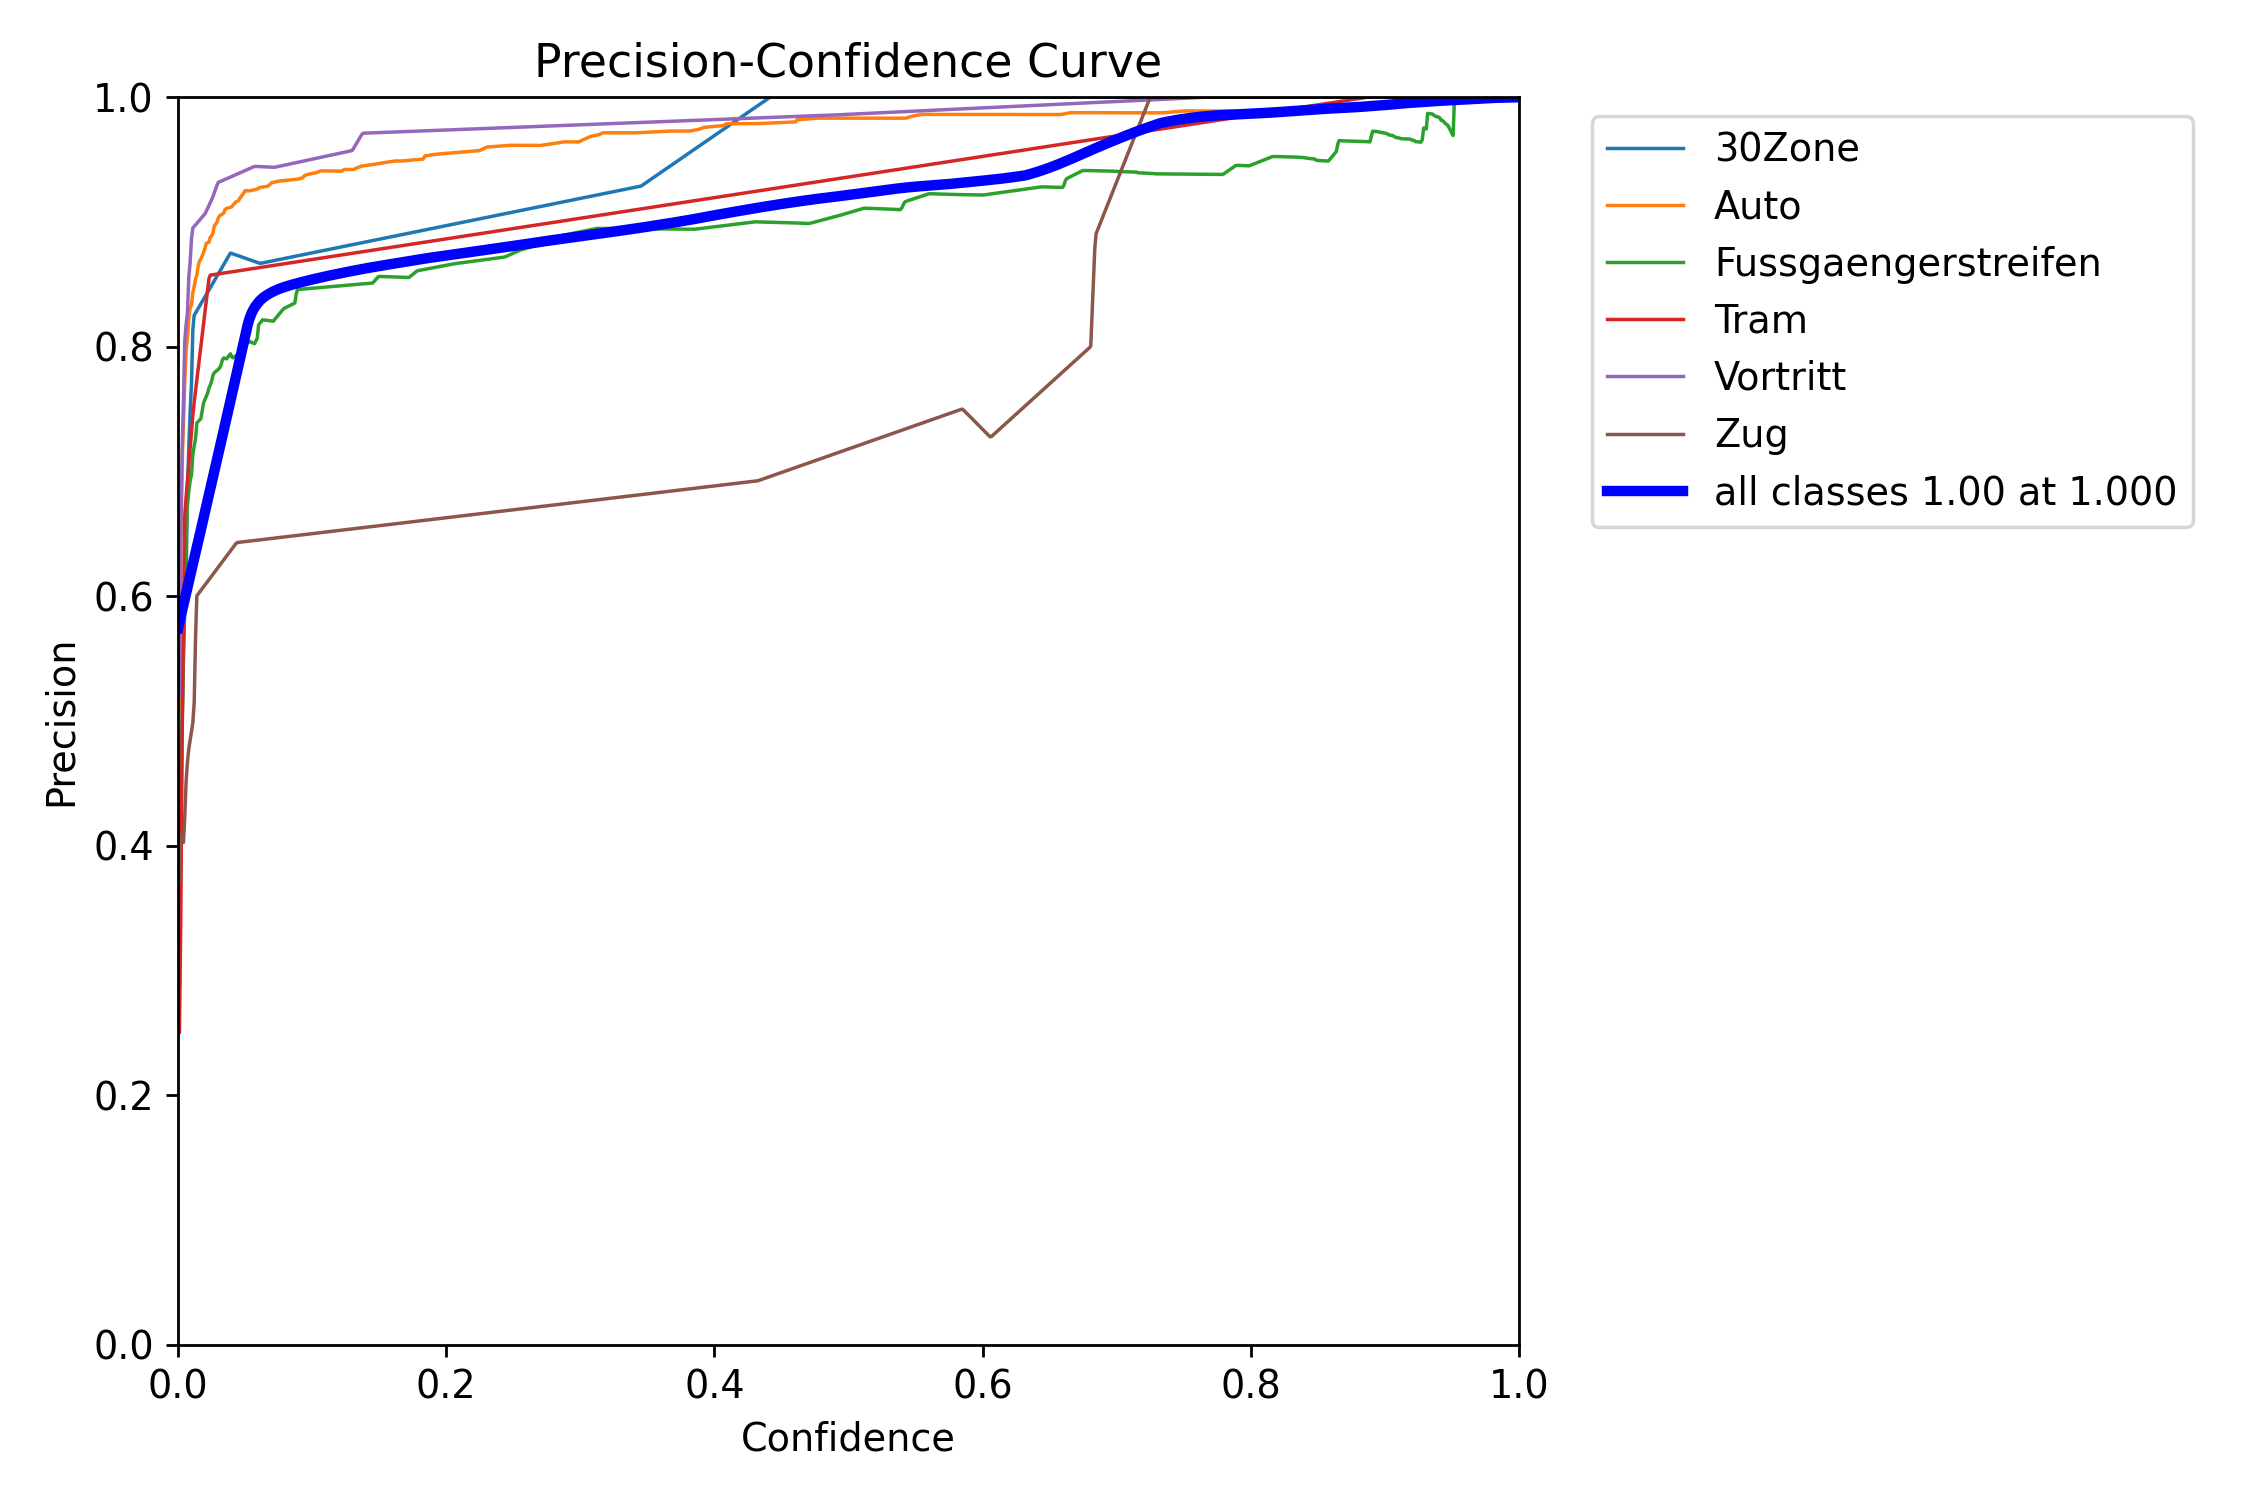 Precision-Confidence Curve
1.0
0.8
0.6
0.4
0.2
0.0
Precision
0.0 0.2 0.4 0.6 0.8 1.0
Confidence
30Zone
Auto
Fussgaengerstreifen
Tram
Vortritt
Zug
all classes 1.00 at 1.000